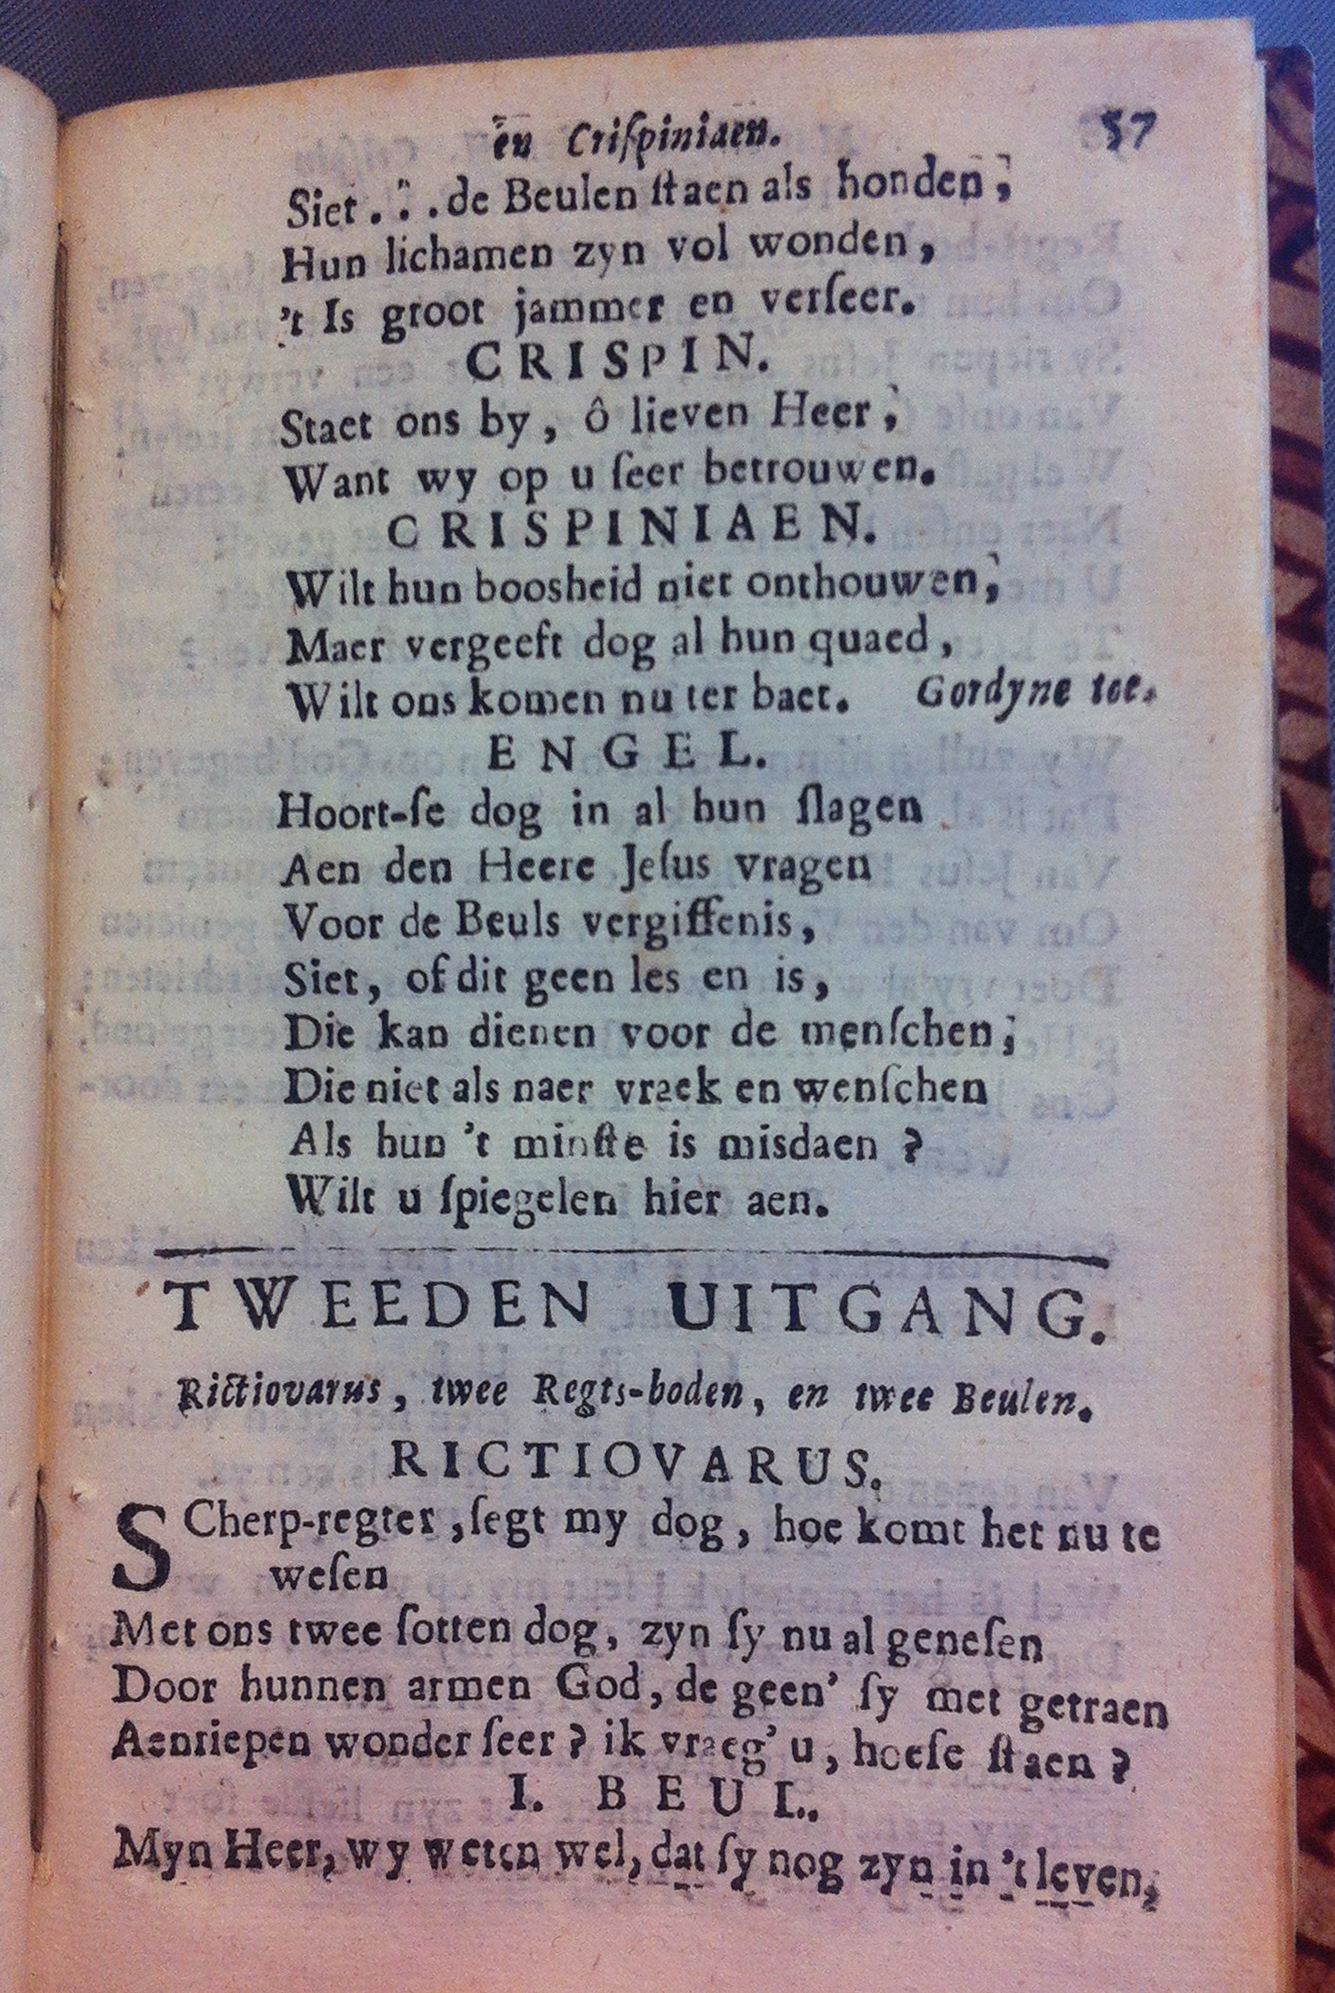 en Criſpiniaen. 57
Siet . . . de Beulen ſtaen als honden,
Hun lichamen zyn vol wonden,
't Is groot jammer en verſeer.
CRISPIN.
Staet ons by, ô lieven Heer,
Want wy op u ſeer betrouwen.
CRISPINIAEN.
Wilt hun boosheid niet onthouwen,
Maer vergeeft dog al hun quaed,
Wilt ons komen nu ter baet. Gordyne toe.
ENGEL.
Hoort-ſe dog in al hun ſlagen
Aen den Heere Jeſus vragen
Voor de Beuls vergiffenis,
Siet, of dit geen les en is,
Die kan dienen voor de menſchen,
Die niet als naer vraek en wenſchen
Als hun 't minſte is misdaen?
Wilt u ſpiegelen hier aen.
TWEEDEN UITGANG.
Rictiovarus, twee Regts-boden, en twee Beulen.
RICTIOVARUS.
SCherp-regter, ſegt my dog, hoe komt het nu te
weſen
Met ons twee ſotten dog, zyn ſy nu al geneſen
Door hunnen armen God, de geen' ſy met getraen
Aenriepen wonder ſeer? ik vraeg' u, hoeſe ſtaen?
I. BEUL.
Myn Heer, wy weten wel, dat ſy nog zyn in 't leven,